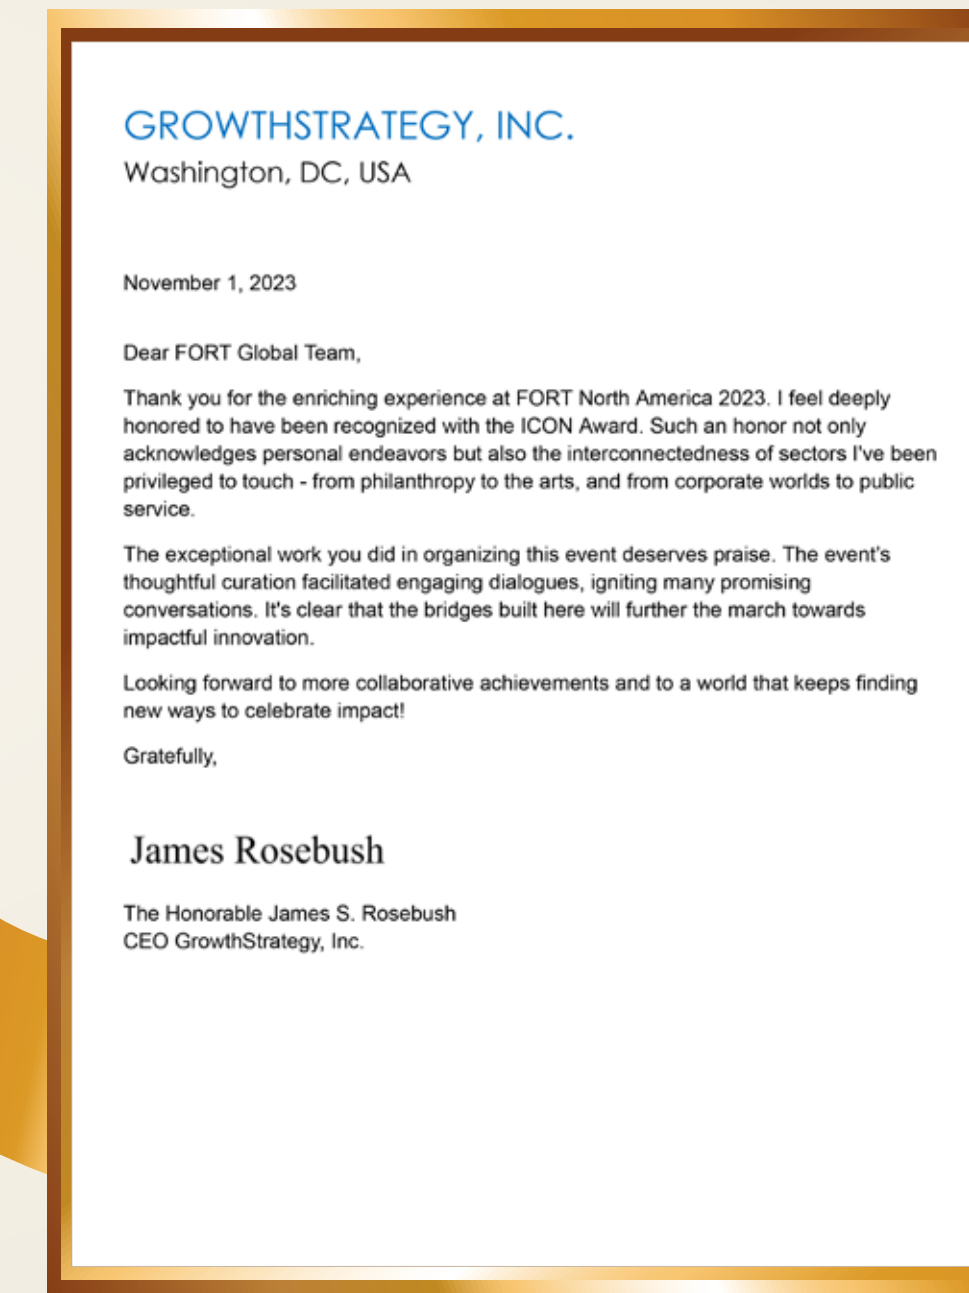 GROWTHSTRATEGY, INC.
Washington, DC, USA
November 1, 2023
Dear FORT Global Team,
Thank you for the enriching experience at FORT North America 2023. I feel deeply
honored to have been recognized with the ICON Award. Such an honor not only
acknowledges personal endeavors but also the interconnectedness of sectors I've been
privileged to touch - from philanthropy to the arts, and from corporate worlds to public
service.
The exceptional work you did in organizing this event deserves praise. The event's
thoughtful curation facilitated engaging dialogues, igniting many promising
conversations. It's clear that the bridges built here will further the march towards
impactful innovation.
Looking forward to more collaborative achievements and to a world that keeps finding
new ways to celebrate impact!
Gratefully,
James Rosebush
The Honorable James S. Rosebush
CEO GrowthStrategy, Inc.